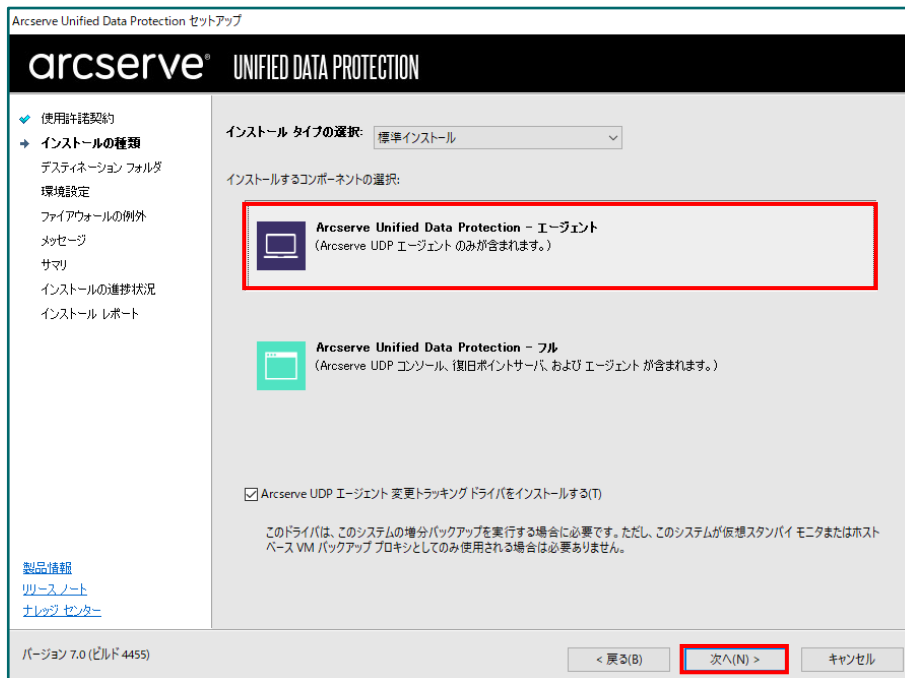 Arcserve Unified Data Protection セットアップ
arcserve® UNIFIED DATA PROTECTION
使用許諾契約
インストールの種類
デスティネーション フォルダ
環境設定
ファイアウォールの例外
メッセージ
サマリ
インストールの進捗状況
インストール レポート
製品情報
リリース ノート
ナレッジ センター
インストール タイプの選択:
標準インストール
インストールするコンポーネントの選択:
Arcserve Unified Data Protection - エージェント
(Arcserve UDP エージェント のみが含まれます。)
Arcserve Unified Data Protection - フル
(Arcserve UDP コンソール、復旧ポイントサーバ、および エージェント が含まれます。)
Arcserve UDP エージェント 変更トラッキング ドライバをインストールする(T)
このドライバは、このシステムの増分バックアップを実行する場合に必要です。ただし、このシステムが仮想スタンバイ モニタまたはホスト
ベース VM バックアップ プロキシとしてのみ使用される場合は必要ありません。
バージョン 7.0 (ビルド 4455)
< 戻る(B)
次へ(N) >
キャンセル